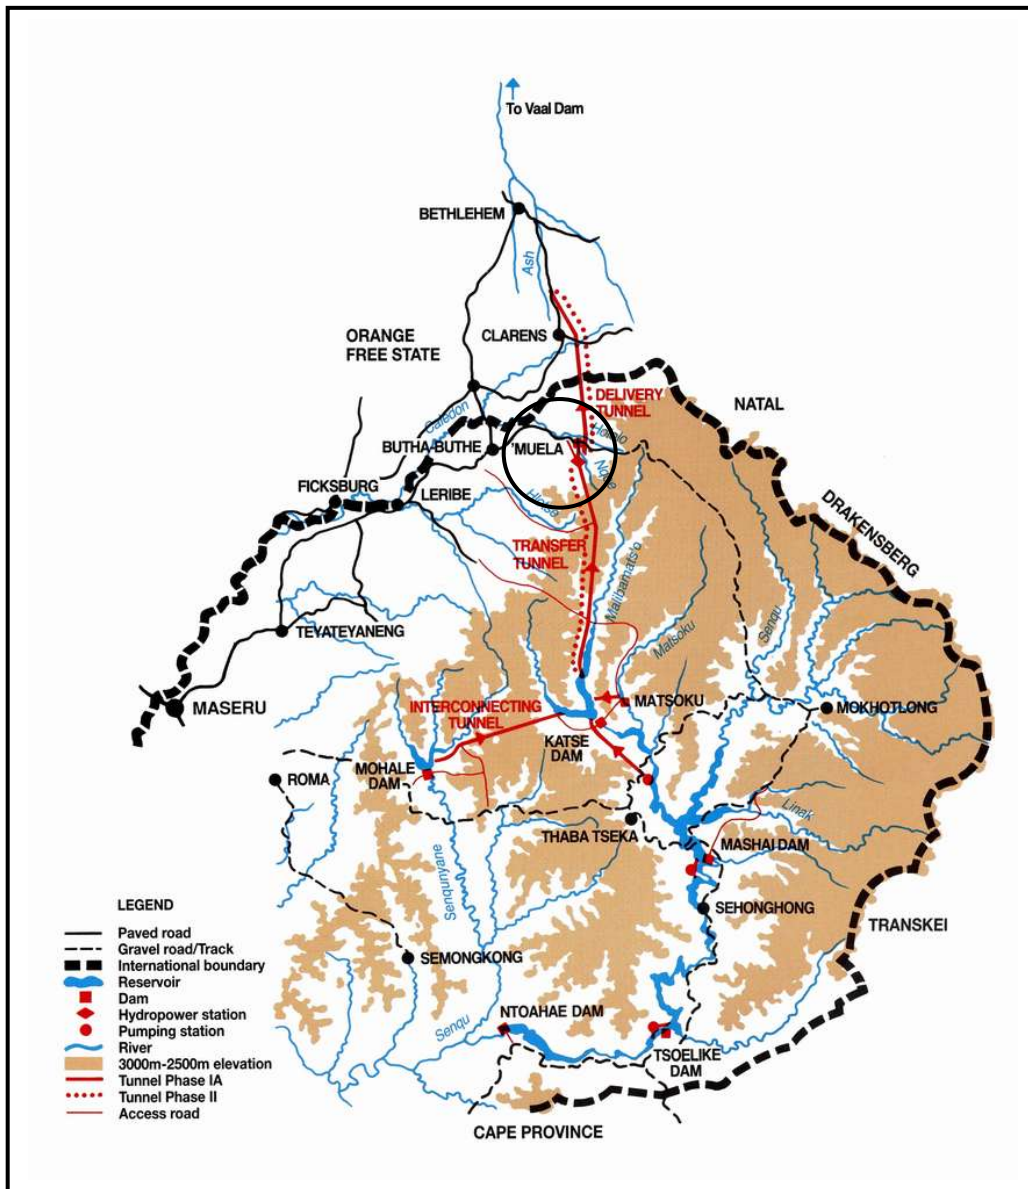 To Vaal Dam
BETHLEHEM
Ash
CLARENS
ORANGE
FREE STATE
DELIVERY
TUNNEL
NATAL
Caledon
Hololo
BUTHA-BUTHE
'MUELA
Nqoe
FICKSBURG
LERIBE
Hlotse
DRAKENSBERG
TRANSFER
TUNNEL
Malibamats'o
Matsoku
Senqu
TEYATEYANENG
MASERU
INTERCONNECTING
TUNNEL
MATSOKU
MOKHOTLONG
KATSE
DAM
MOHALE
DAM
ROMA
Linak
THABA TSEKA
MASHAI DAM
Senqunyane
SEHONGHONG
TRANSKEI
SEMONGKONG
NTOAHAE DAM
Senqu
TSOELIKE
DAM
CAPE PROVINCE
LEGEND
Paved road
Gravel road/Track
International boundary
Reservoir
Dam
Hydropower station
Pumping station
River
3000m-2500m elevation
Tunnel Phase IA
Tunnel Phase II
Access road